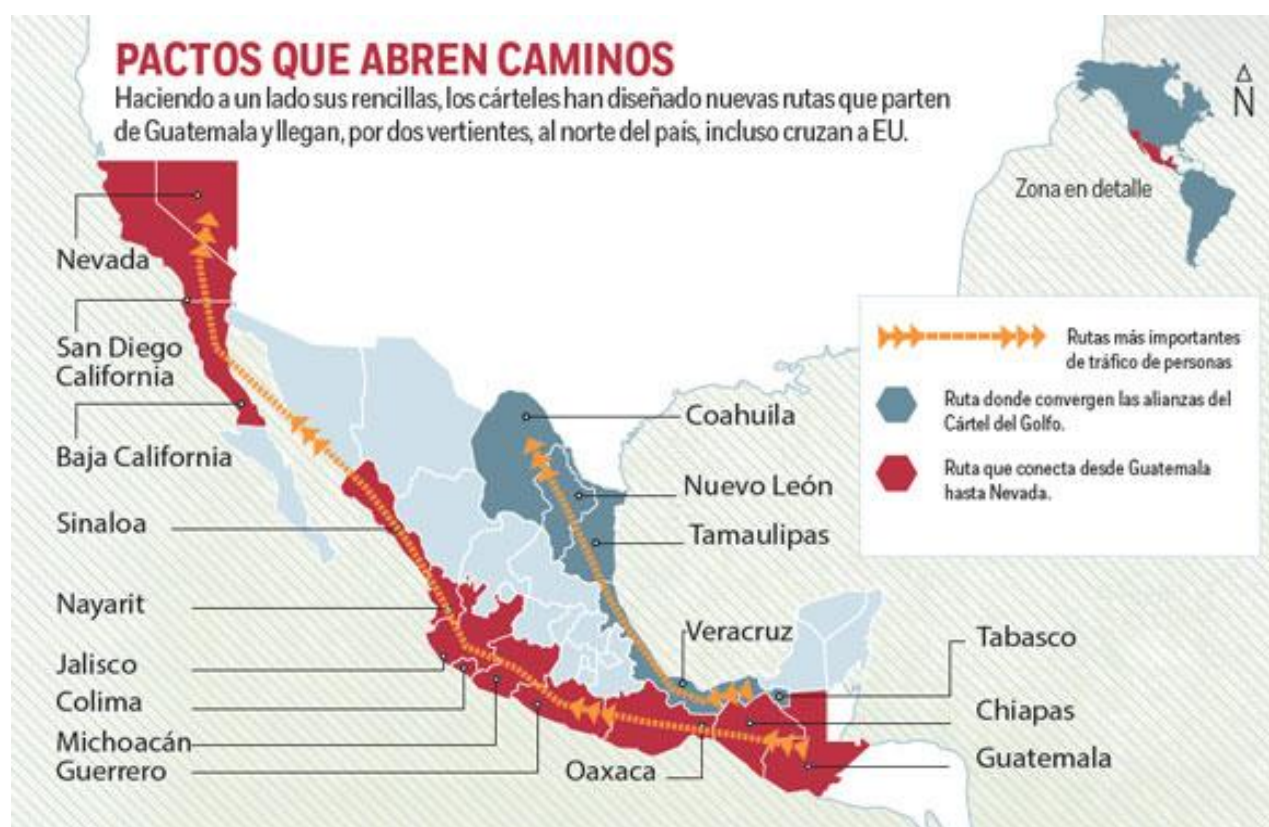 PACTOS QUE ABREN CAMINOS
Haciendo a un lado sus rencillas, los cárteles han diseñado nuevas rutas que parten
de Guatemala y llegan, por dos vertientes, al norte del país, incluso cruzan a EU.
N
Zona en detalle
Nevada
San Diego
California
Baja California
Sinaloa
Nayarit
Jalisco
Colima
Michoacán
Guerrero
Oaxaca
Coahuila
Nuevo León
Tamaulipas
Veracruz
Tabasco
Chiapas
Guatemala
Rutas más importantes
de tráfico de personas
Ruta donde convergen las alianzas del
Cártel del Golfo.
Ruta que conecta desde Guatemala
hasta Nevada.